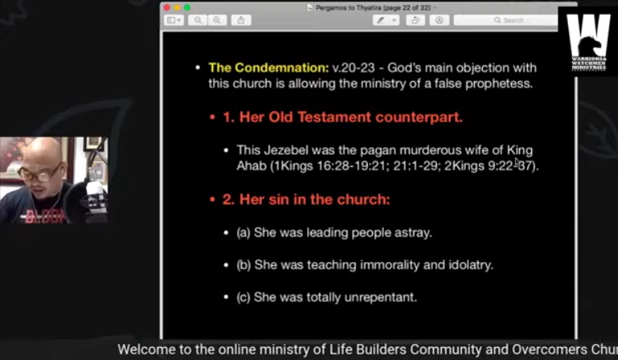 Pergamos to Thyatira (page 22 of 32)
Search
WARRIORS &
WATCHMEN
MINISTRIES
• The Condemnation: v.20-23 - God's main objection with
this church is allowing the ministry of a false prophetess.
• 1. Her Old Testament counterpart.
• This Jezebel was the pagan murderous wife of King
Ahab (1Kings 16:28-19:21; 21:1-29; 2Kings 9:22-37).
• 2. Her sin in the church:
• (a) She was leading people astray.
• (b) She was teaching immorality and idolatry.
• (c) She was totally unrepentant.
Welcome to the online ministry of Life Builders Community and Overcomers Chu